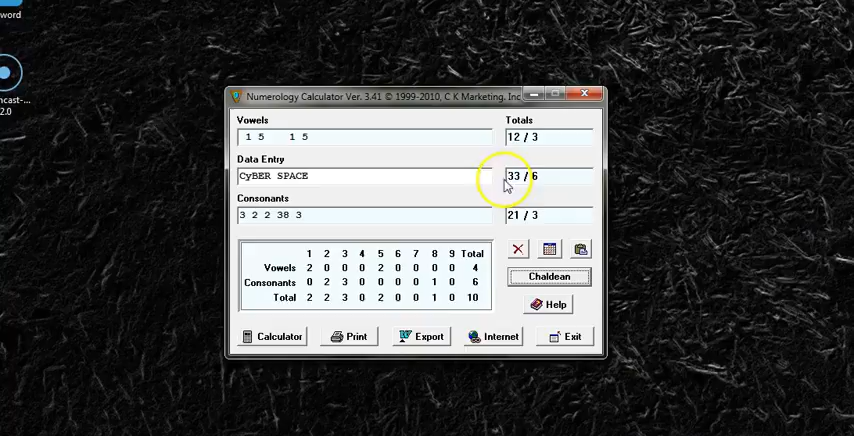 word
ncast-...
2.0
Numerology Calculator Ver. 3.41 © 1999-2010, C K Marketing. Inc
Vowels Totals
1 5 1 5 12 / 3
Data Entry
CyBER SPACE 33 / 6
Consonants
3 2 2 38 3 21 / 3
1 2 3 4 5 6 7 8 9 Total
Vowels 2 0 0 0 2 0 0 0 0 4
Consonants 0 2 3 0 0 0 0 1 0 6
Total 2 2 3 0 2 0 0 1 0 10
Chaldean
Help
Calculator Print Export Internet Exit